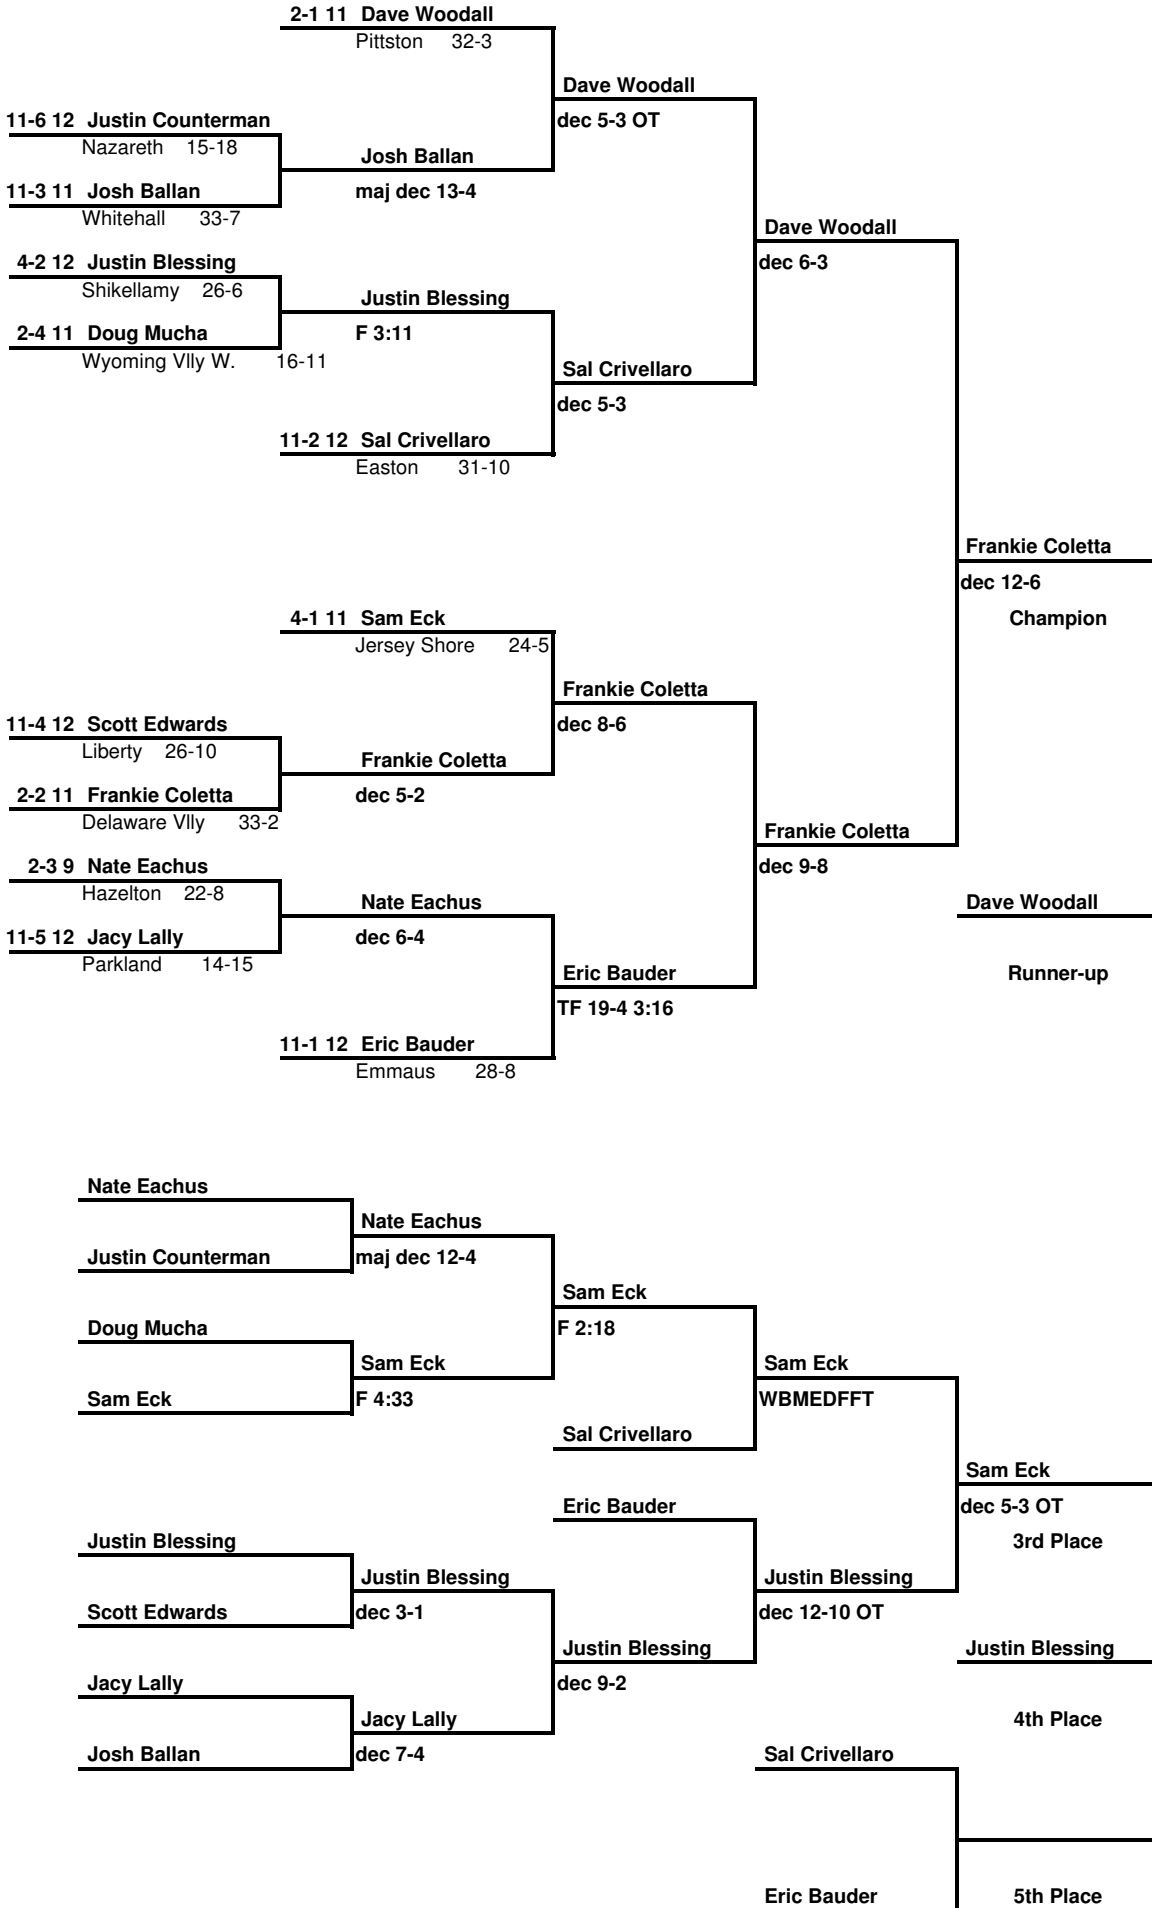 2-1 11 Dave Woodall
Pittston 32-3
Dave Woodall
11-6 12 Justin Counterman
dec 5-3 OT
Nazareth 15-18
Josh Ballan
11-3 11 Josh Ballan
maj dec 13-4
Whitehall 33-7
Dave Woodall
4-2 12 Justin Blessing
dec 6-3
Shikellamy 26-6
Justin Blessing
2-4 11 Doug Mucha
F 3:11
Wyoming Vlly W. 16-11
Sal Crivellaro
dec 5-3
11-2 12 Sal Crivellaro
Easton 31-10
Frankie Coletta
dec 12-6
4-1 11 Sam Eck
Champion
Jersey Shore 24-5
Frankie Coletta
11-4 12 Scott Edwards
dec 8-6
Liberty 26-10
Frankie Coletta
2-2 11 Frankie Coletta
dec 5-2
Delaware Vlly 33-2
Frankie Coletta
2-3 9 Nate Eachus
dec 9-8
Hazelton 22-8
Nate Eachus
Dave Woodall
11-5 12 Jacy Lally
dec 6-4
Parkland 14-15
Eric Bauder
Runner-up
TF 19-4 3:16
11-1 12 Eric Bauder
Emmaus 28-8
Nate Eachus
Nate Eachus
Justin Counterman
maj dec 12-4
Sam Eck
Doug Mucha
F 2:18
Sam Eck
Sam Eck
Sam Eck
F 4:33
WBMEDFFT
Sal Crivellaro
Sam Eck
Eric Bauder
dec 5-3 OT
Justin Blessing
3rd Place
Justin Blessing
Justin Blessing
Scott Edwards
dec 3-1
dec 12-10 OT
Justin Blessing
Justin Blessing
Jacy Lally
dec 9-2
Jacy Lally
4th Place
Josh Ballan
dec 7-4
Sal Crivellaro
Eric Bauder
5th Place